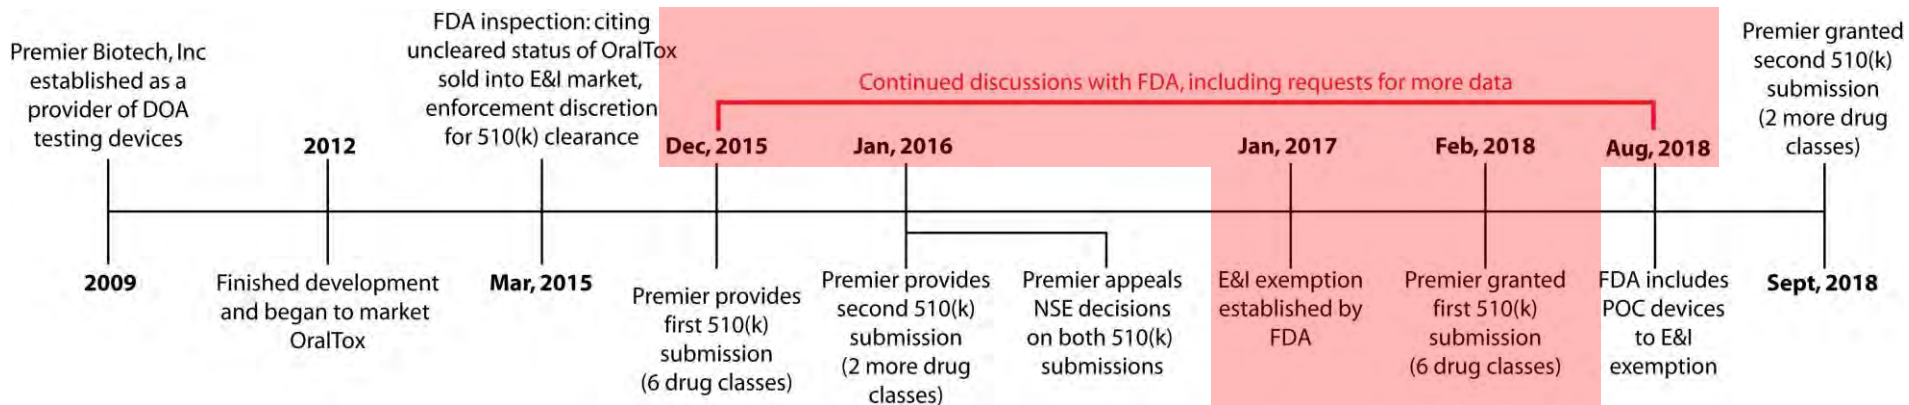 Premier Biotech, Inc
established as a
provider of DOA
testing devices
2009
2012
Finished development
and began to market
OralTox
FDA inspection: citing
uncleared status of OralTox
sold into E&I market,
enforcement discretion
for 510(k) clearance
Mar, 2015
Continued discussions with FDA, including requests for more data
Dec, 2015
Premier provides
first 510(k)
submission
(6 drug classes)
Jan, 2016
Premier provides
second 510(k)
submission
(2 more drug
classes)
Premier appeals
NSE decisions
on both 510(k)
submissions
Jan, 2017
E&I exemption
established by
FDA
Feb, 2018
Premier granted
first 510(k)
submission
(6 drug classes)
Aug, 2018
FDA includes
POC devices
to E&I
exemption
Premier granted
second 510(k)
submission
(2 more drug
classes)
Sept, 2018